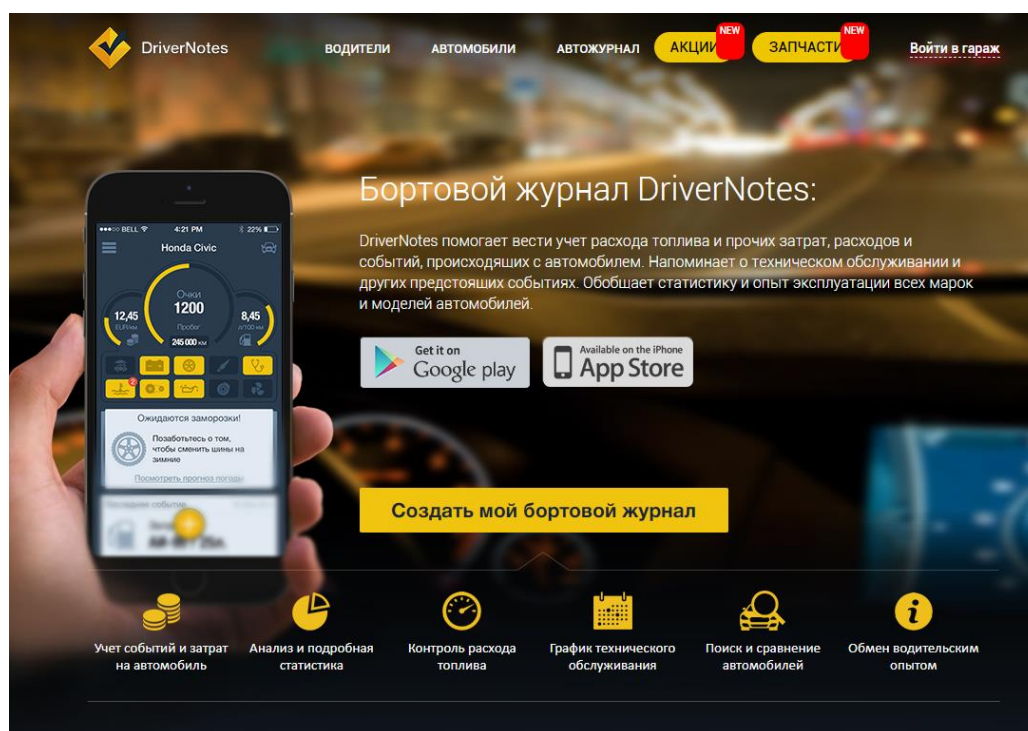 DriverNotes
ВОДИТЕЛИ
АВТОМОБИЛИ
АВТОЖУРНАЛ
АКЦИИ
NEW
ЗАПЧАСТИ
NEW
Войти в гараж
Бортовой журнал DriverNotes:
DriverNotes помогает вести учет расхода топлива и прочих затрат, расходов и
событий, происходящих с автомобилем. Напоминает о техническом обслуживании и
других предстоящих событиях. Обобщает статистику и опыт эксплуатации всех марок
и моделей автомобилей.
Get it on
Google play
Available on the iPhone
App Store
BELL
4:21 PM
22%
Honda Civic
Очки
1200
Пробег
245 000 км
12,45
EUR/км
8,45
л/100 км
2
Ожидаются заморозки!
Позаботьтесь о том,
чтобы сменить шины на
зимние
Посмотреть прогноз погоды
Создать мой бортовой журнал
Учет событий и затрат
на автомобиль
Анализ и подробная
статистика
Контроль расхода
топлива
График технического
обслуживания
Поиск и сравнение
автомобилей
Обмен водительским
опытом